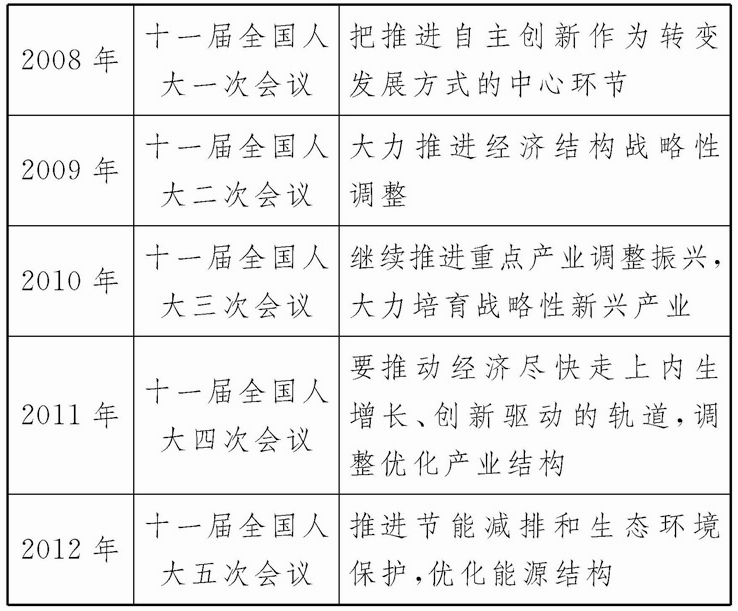 2008 年
十一届全国人
大一次会议
把推进自主创新作为转变
发展方式的中心环节
2009 年
十一届全国人
大二次会议
大力推进经济结构战略性
调整
2010 年
十一届全国人
大三次会议
继续推进重点产业调整振兴，
大力培育战略性新兴产业
2011 年
十一届全国人
大四次会议
要推动经济尽快走上内生
增长、创新驱动的轨道，调
整优化产业结构
2012 年
十一届全国人
大五次会议
推进节能减排和生态环境
保护，优化能源结构